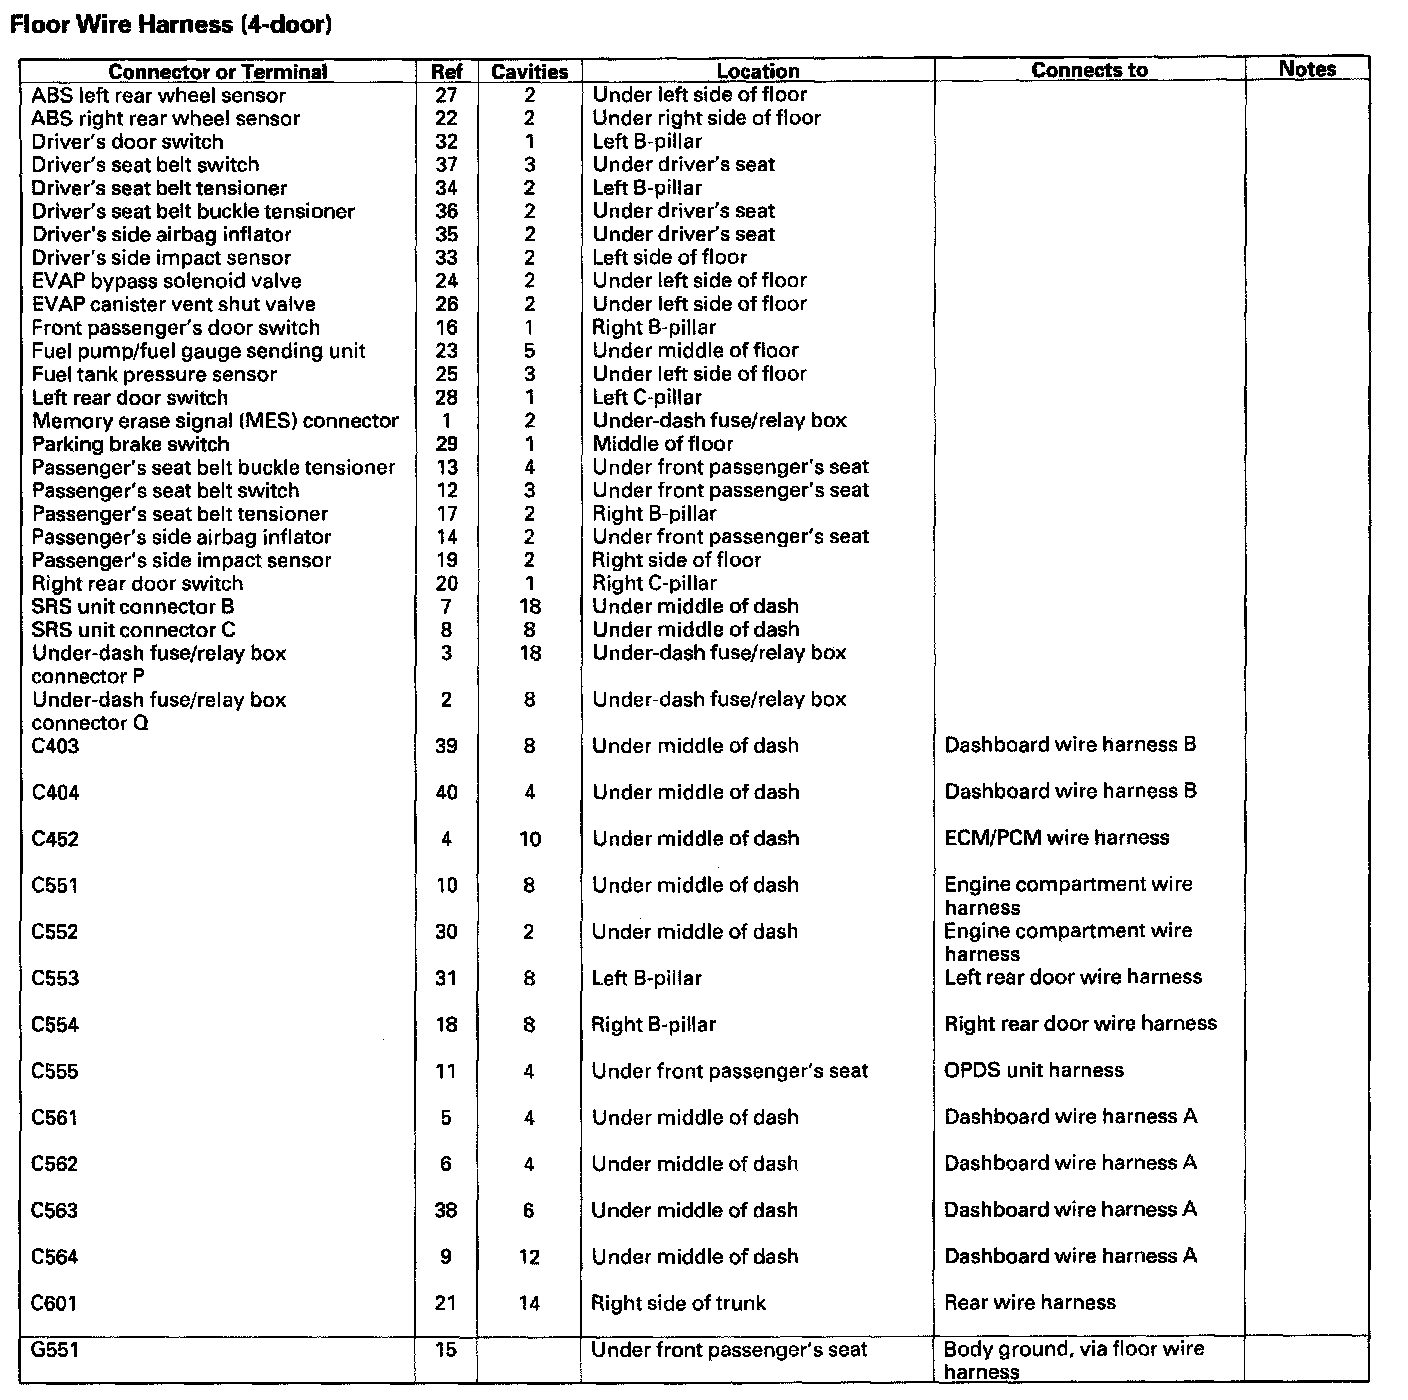 Floor Wire Harness (4-door)
Connector or Terminal Ref Cavities Location Connects to Notes
ABS left rear wheel sensor 27 2 Under left side of floor
ABS right rear wheel sensor 22 2 Under right side of floor
Driver's door switch 32 1 Left B-pillar
Driver's seat belt switch 37 3 Under driver's seat
Driver's seat belt tensioner 34 2 Left B-pillar
Driver's seat belt buckle tensioner 36 2 Under driver's seat
Driver's side airbag inflator 35 2 Under driver's seat
Driver's side impact sensor 33 2 Left side of floor
EVAP bypass solenoid valve 24 2 Under left side of floor
EVAP canister vent shut valve 26 2 Under left side of floor
Front passenger's door switch 16 1 Right B-pillar
Fuel pump/fuel gauge sending unit 23 5 Under middle of floor
Fuel tank pressure sensor 25 3 Under left side of floor
Left rear door switch 28 1 Left C-pillar
Memory erase signal (MES) connector 1 2 Under-dash fuse/relay box
Parking brake switch 29 1 Middle of floor
Passenger's seat belt buckle tensioner 13 4 Under front passenger's seat
Passenger's seat belt switch 12 3 Under front passenger's seat
Passenger's seat belt tensioner 17 2 Right B-pillar
Passenger's side airbag inflator 14 2 Under front passenger's seat
Passenger's side impact sensor 19 2 Right side of floor
Right rear door switch 20 1 Right C-pillar
SRS unit connector B 7 18 Under middle of dash
SRS unit connector C 8 8 Under middle of dash
Under-dash fuse/relay box 3 18 Under-dash fuse/relay box
connector P
Under-dash fuse/relay box 2 8 Under-dash fuse/relay box
connector Q
C403 39 8 Under middle of dash Dashboard wire harness B
C404 40 4 Under middle of dash Dashboard wire harness B
C452 4 10 Under middle of dash ECM/PCM wire harness
C551 10 8 Under middle of dash Engine compartment wire
harness
C552 30 2 Under middle of dash Engine compartment wire
harness
C553 31 8 Left B-pillar Left rear door wire harness
C554 18 8 Right B-pillar Right rear door wire harness
C555 11 4 Under front passenger's seat OPDS unit harness
C561 5 4 Under middle of dash Dashboard wire harness A
C562 6 4 Under middle of dash Dashboard wire harness A
C563 38 6 Under middle of dash Dashboard wire harness A
C564 9 12 Under middle of dash Dashboard wire harness A
C601 21 14 Right side of trunk Rear wire harness
G551 15 Under front passenger's seat Body ground, via floor wire
harness